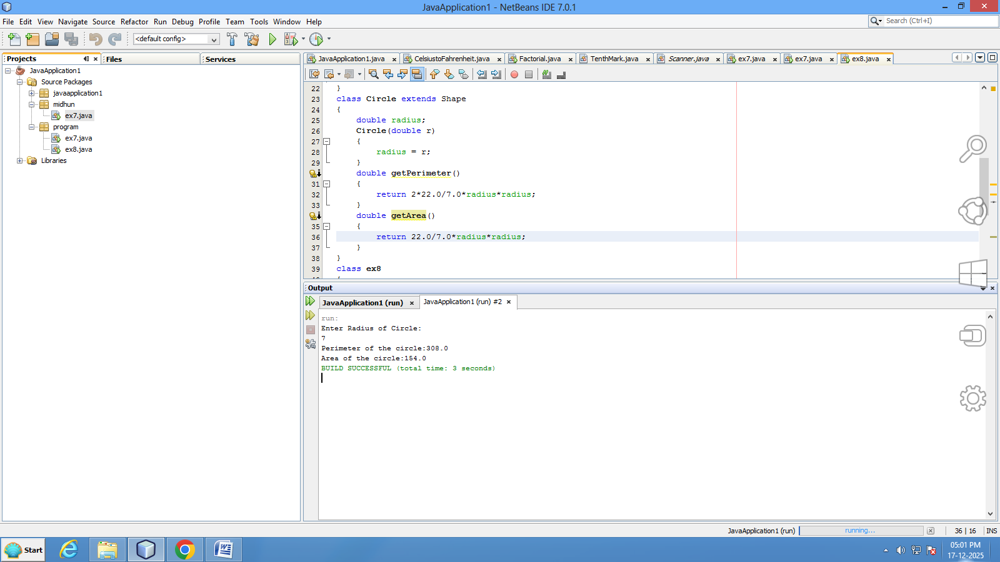 JavaApplication1 - NetBeans IDE 7.0.1
File Edit View Navigate Source Refactor Run Debug Profile Team Tools Window Help
Search (Ctrl+I)
<default config>
Projects
Files
Services
JavaApplication1
Source Packages
javaapplication1
midhun
ex7.java
program
ex7.java
ex8.java
Libraries
JavaApplication1.java CelsiustoFahrenheit.java Factorial.java TenthMark.java Scanner.java ex7.java ex7.java ex8.java
22 }
23 class Circle extends Shape
24 {
25 double radius;
26 Circle(double r)
27 {
28 radius = r;
29 }
double getPerimeter()
31 {
32 return 2*22.0/7.0*radius*radius;
33 }
double getArea()
35 {
36 return 22.0/7.0*radius*radius;
37 }
38 }
39 class ex8
Output
JavaApplication1 (run) JavaApplication1 (run) #2
run:
Enter Radius of Circle:
7
Perimeter of the circle:308.0
Area of the circle:154.0
BUILD SUCCESSFUL (total time: 3 seconds)
JavaApplication1 (run) running... 36 | 16 INS
Start
05:01 PM
17-12-2025